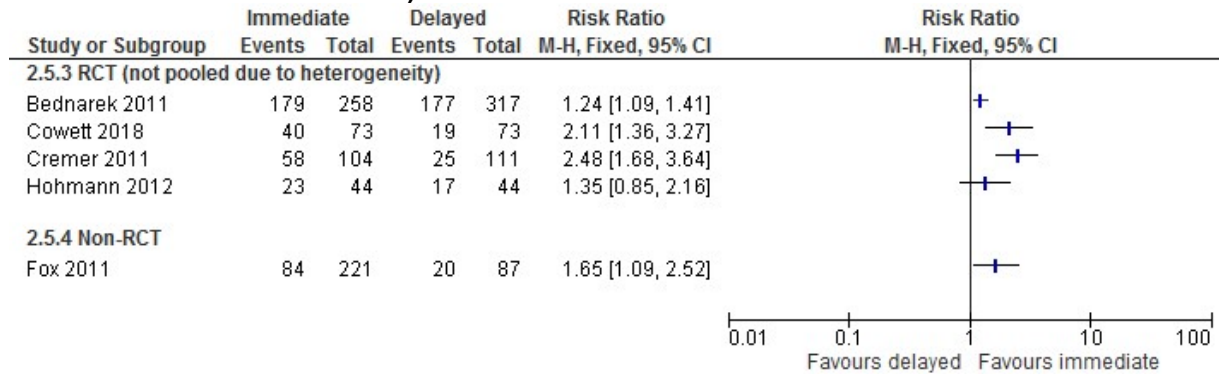 Immediate Delayed Risk Ratio Risk Ratio
Study or Subgroup Events Total Events Total M-H, Fixed, 95% CI M-H, Fixed, 95% CI
2.5.3 RCT (not pooled due to heterogeneity)
Bednarek 2011 179 258 177 317 1.24 [1.09, 1.41]
Cowett 2018 40 73 19 73 2.11 [1.36, 3.27]
Cremer 2011 58 104 25 111 2.48 [1.68, 3.64]
Hohmann 2012 23 44 17 44 1.35 [0.85, 2.16]
2.5.4 Non-RCT
Fox 2011 84 221 20 87 1.65 [1.09, 2.52]
0.01 0.1 1 10 100
Favours delayed Favours immediate